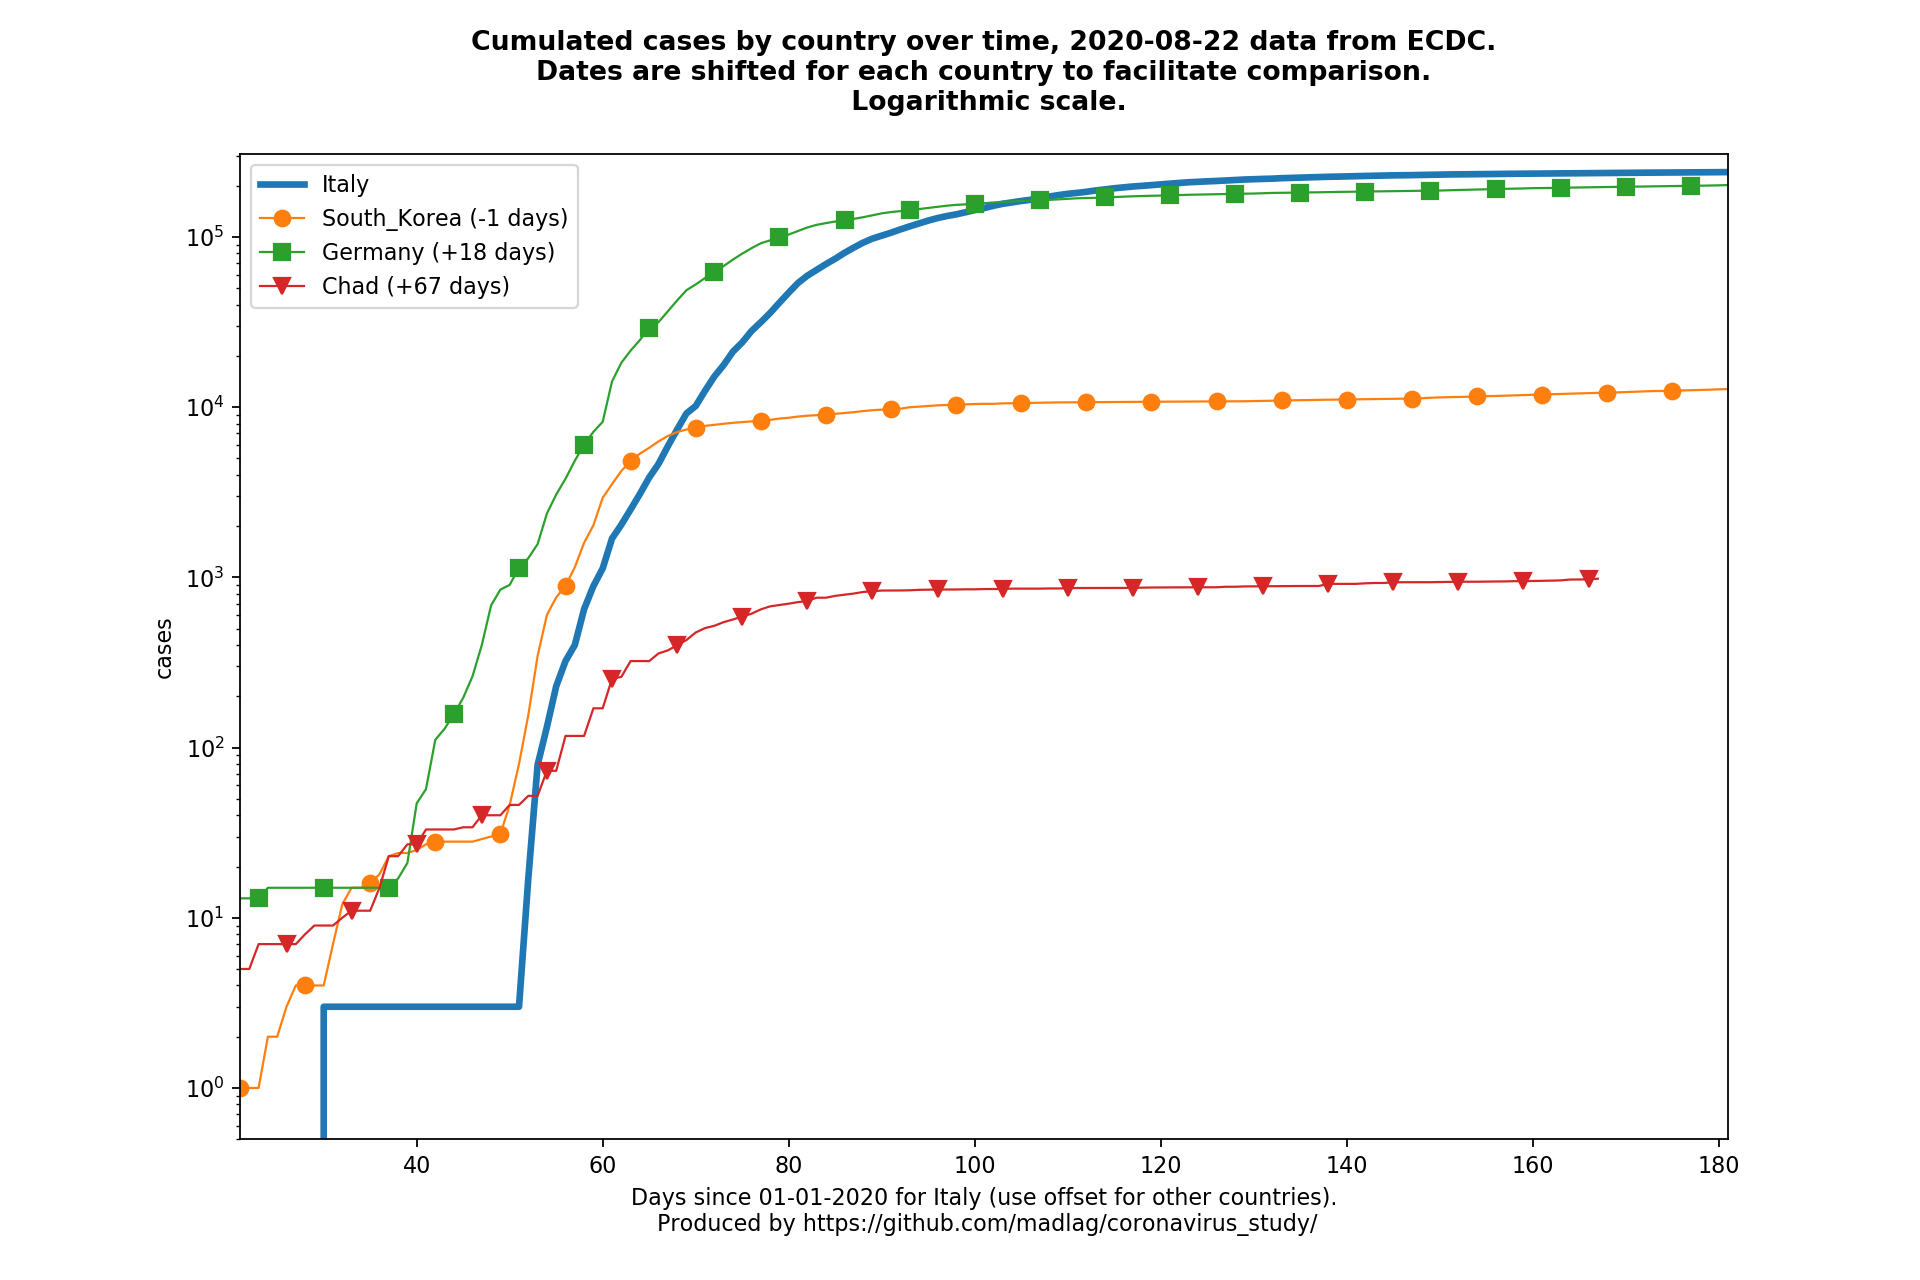 Cumulated cases by country over time, 2020-08-22 data from ECDC.
Dates are shifted for each country to facilitate comparison.
Logarithmic scale.
Italy
South_Korea (-1 days)
Germany (+18 days)
Chad (+67 days)
cases
10^5
10^4
10^3
10^2
10^1
10^0
40 60 80 100 120 140 160 180
Days since 01-01-2020 for Italy (use offset for other countries).
Produced by https://github.com/madlag/coronavirus_study/